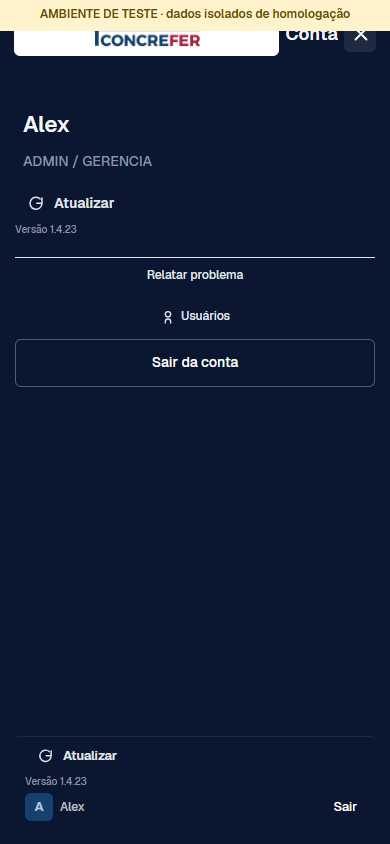 AMBIENTE DE TESTE · dados isolados de homologação
CONCREFER
Conta
Alex
ADMIN / GERENCIA
Atualizar
Versão 1.4.23
Relatar problema
Usuários
Sair da conta
Atualizar
Versão 1.4.23
A
Alex
Sair